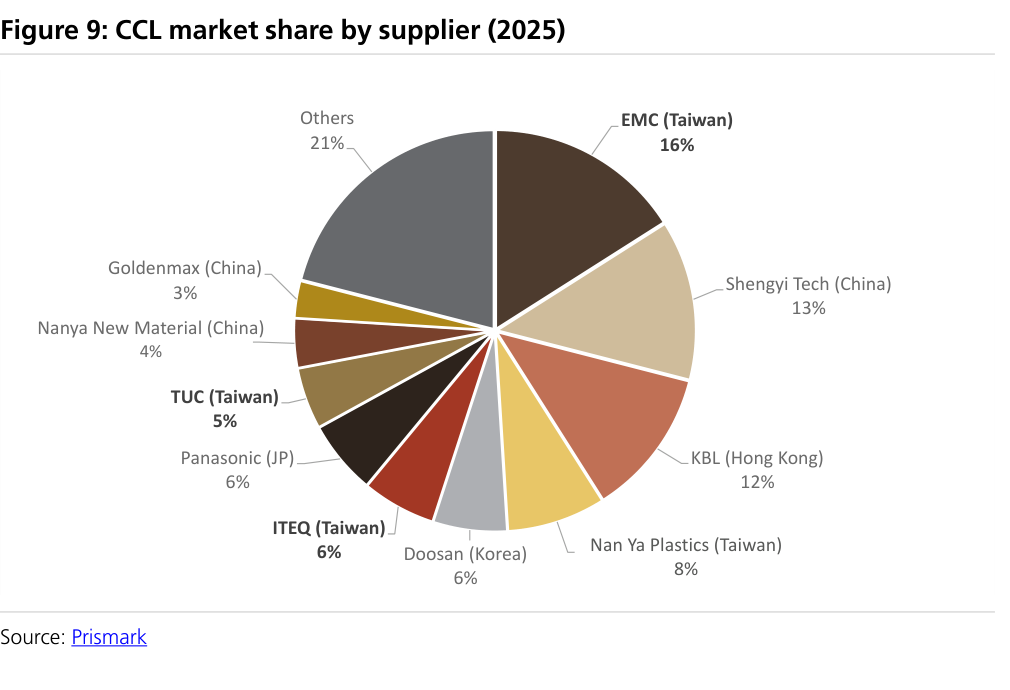 Figure 9: CCL market share by supplier (2025)
Others
21%
EMC (Taiwan)
16%
Shengyi Tech (China)
13%
KBL (Hong Kong)
12%
Nan Ya Plastics (Taiwan)
8%
Doosan (Korea)
6%
ITEQ (Taiwan)
6%
Panasonic (JP)
6%
TUC (Taiwan)
5%
Nanya New Material (China)
4%
Goldenmax (China)
3%
Source: Prismark